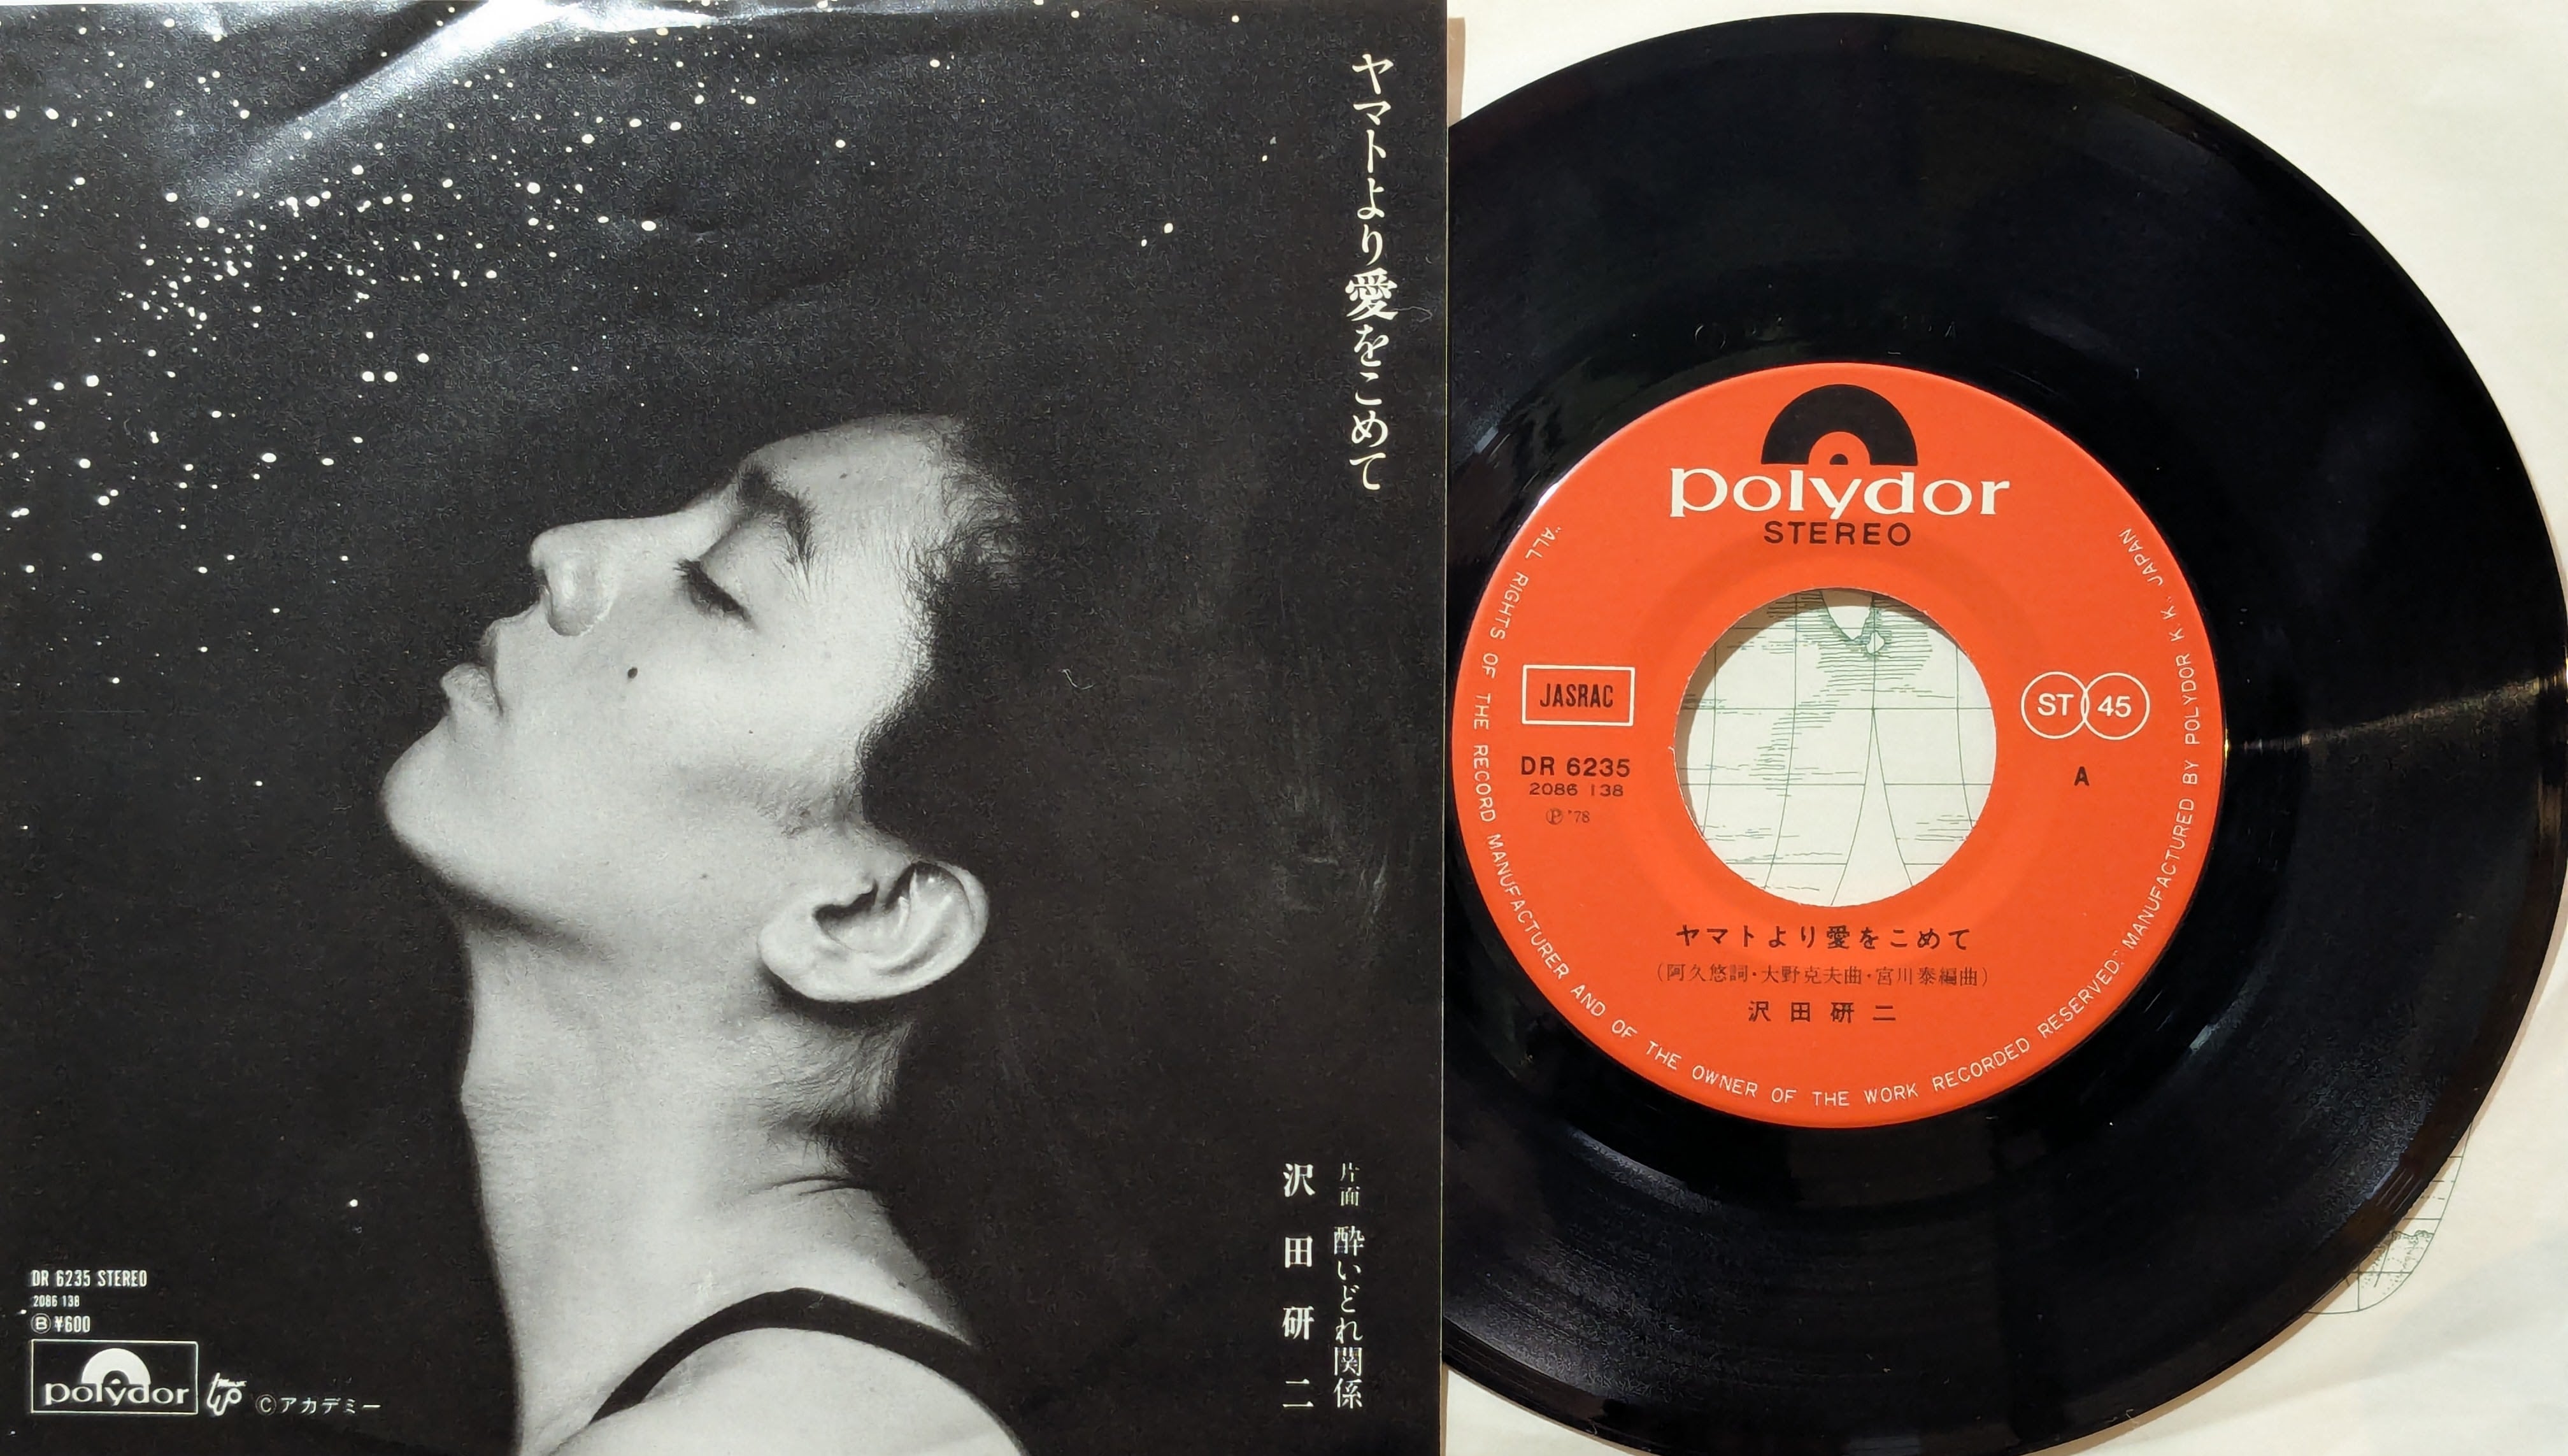 ヤマトより愛をこめて
片面 酔いどれ関係
沢田研二
DR 6235 STEREO
2086 138
Ⓑ ¥600
polydor
©アカデミー
polydor
STEREO
JASRAC
ST 45
DR 6235
2086 138
Ⓟ '78
A
ヤマトより愛をこめて
(阿久悠詞・大野克夫曲・宮川泰編曲)
沢田研二
"ALL RIGHTS OF THE RECORD MANUFACTURER AND OF THE OWNER OF THE WORK RECORDED RESERVED." MANUFACTURED BY POLYDOR K.K. JAPAN